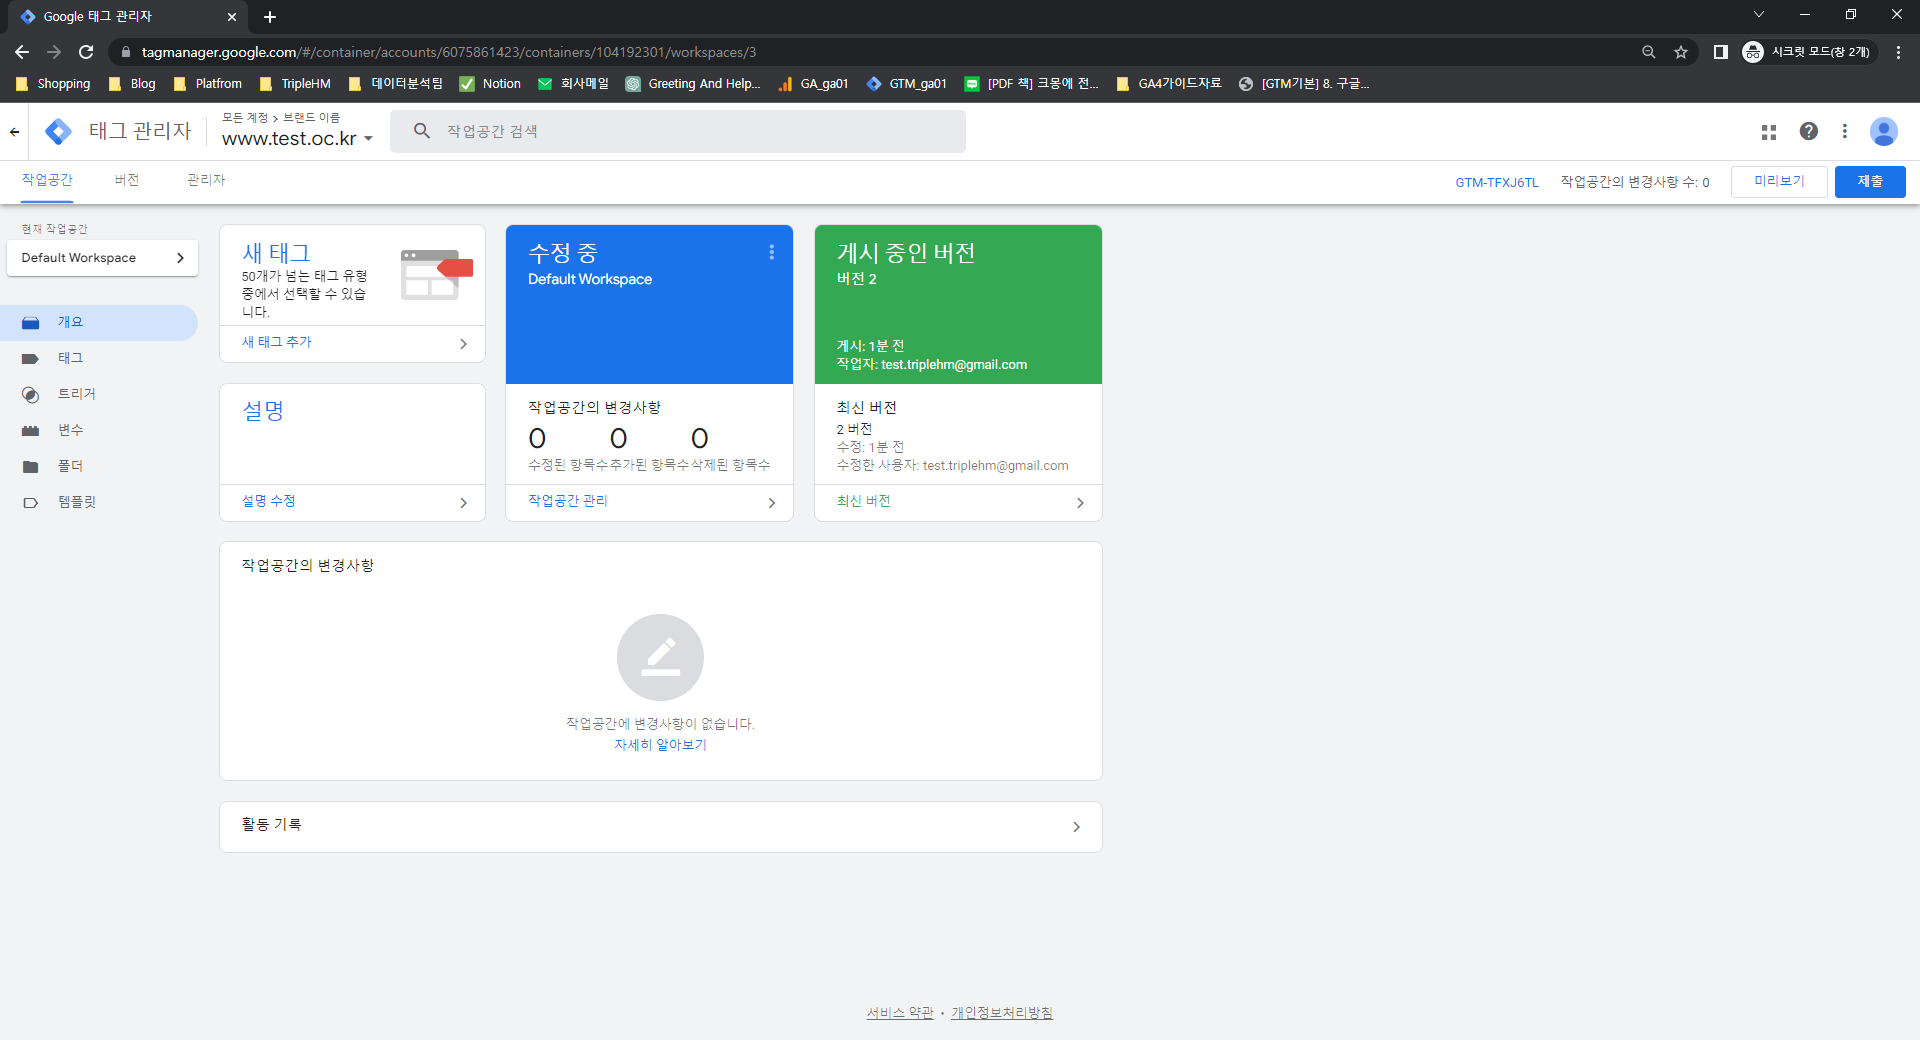 Google 태그 관리자
tagmanager.google.com/#/container/accounts/6075861423/containers/104192301/workspaces/3
시크릿 모드(창 2개)
Shopping Blog Platfrom TripleHM 데이터분석팀 Notion 회사메일 Greeting And Help... GA_ga01 GTM_ga01 [PDF 책] 크몽에 전... GA4가이드자료 [GTM기본] 8. 구글...
태그 관리자
모든 계정 > 브랜드 이름
www.test.oc.kr
작업공간 검색
작업공간 버전 관리자
GTM-TFXJ6TL 작업공간의 변경사항 수: 0 미리보기 제출
현재 작업공간
Default Workspace
개요
태그
트리거
변수
폴더
템플릿
새 태그
50개가 넘는 태그 유형
중에서 선택할 수 있습
니다.
새 태그 추가
설명
설명 수정
수정 중
Default Workspace
작업공간의 변경사항
0 0 0
수정된 항목수 추가된 항목수 삭제된 항목수
작업공간 관리
게시 중인 버전
버전 2
게시: 1분 전
작업자: test.triplehm@gmail.com
최신 버전
2 버전
수정: 1분 전
수정한 사용자: test.triplehm@gmail.com
최신 버전
작업공간의 변경사항
작업공간에 변경사항이 없습니다.
자세히 알아보기
활동 기록
서비스 약관 • 개인정보처리방침